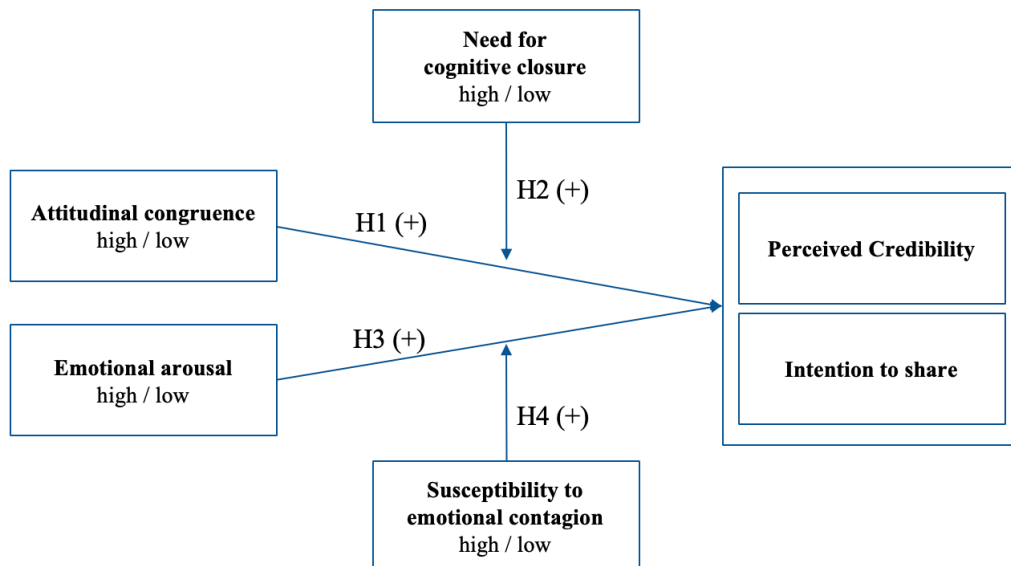 Need for
cognitive closure
high / low
H2 (+)
Attitudinal congruence
high / low
H1 (+)
Perceived Credibility
Emotional arousal
high / low
H3 (+)
Intention to share
H4 (+)
Susceptibility to
emotional contagion
high / low